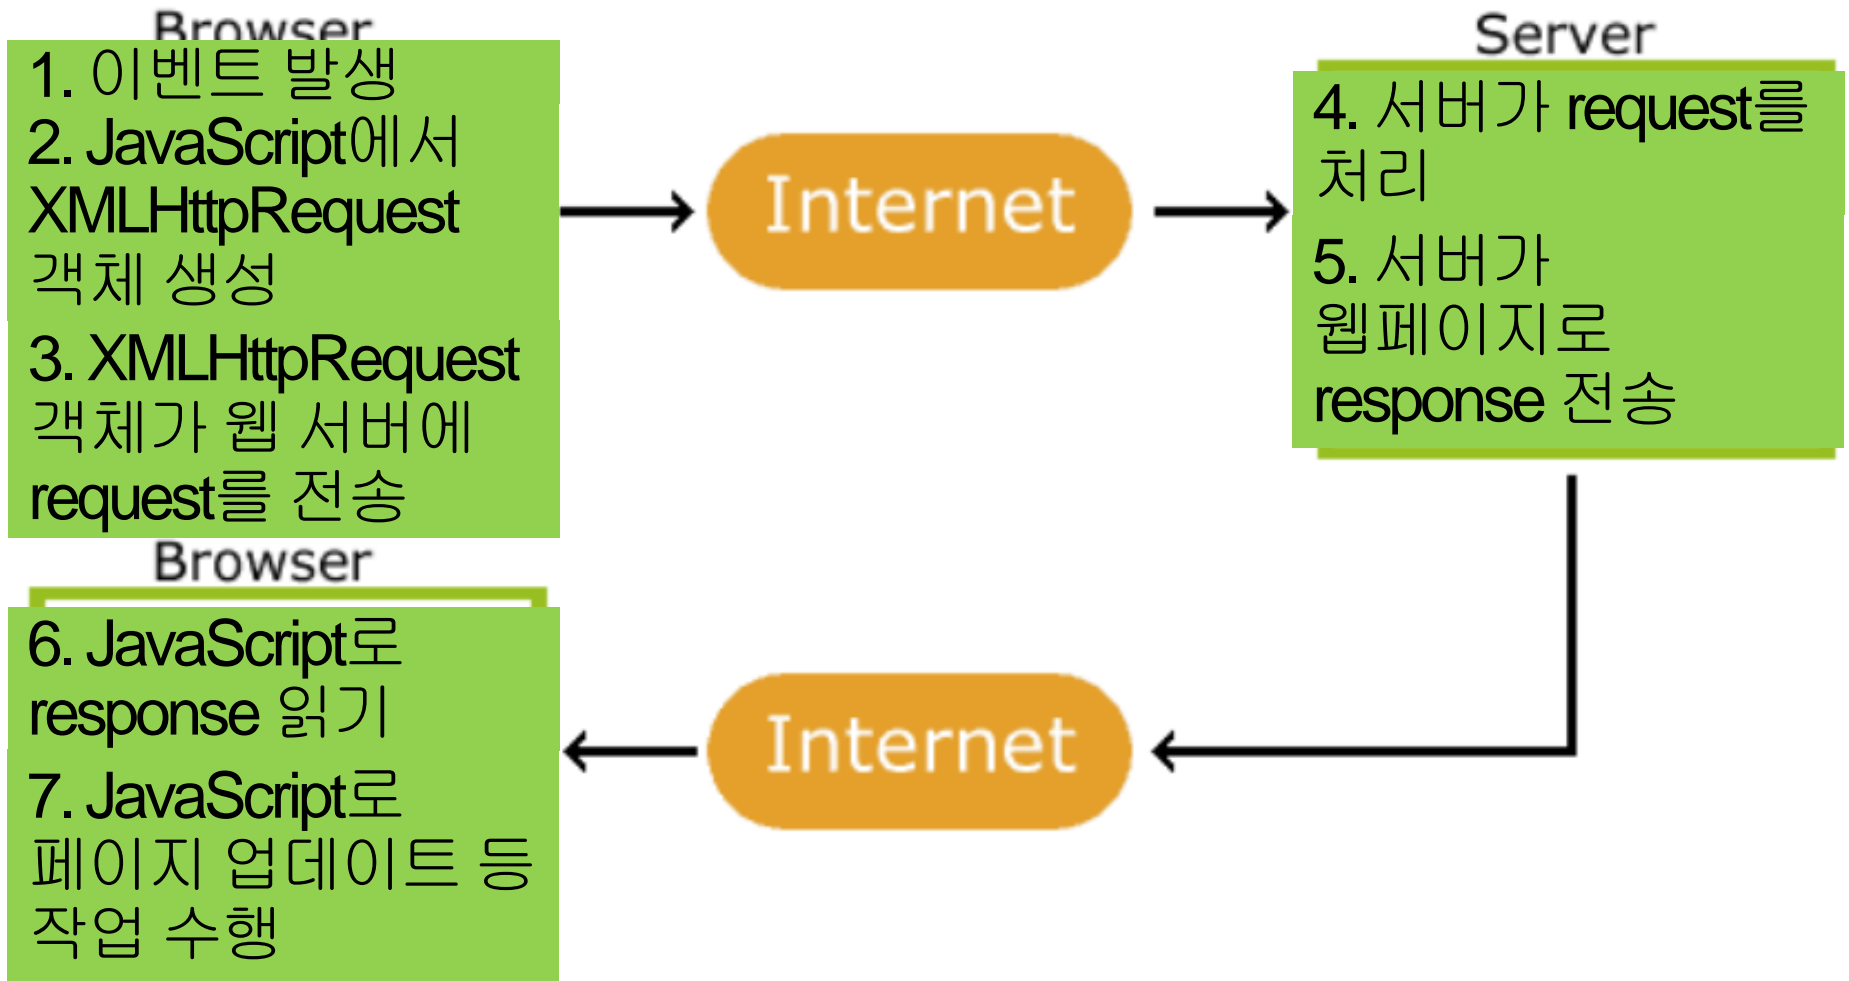 Browser
1. 이벤트 발생
2. JavaScript에서
XMLHttpRequest
객체 생성
3. XMLHttpRequest
객체가 웹 서버에
request를 전송
Internet
Server
4. 서버가 request를
처리
5. 서버가
웹페이지로
response 전송
Browser
6. JavaScript로
response 읽기
7. JavaScript로
페이지 업데이트 등
작업 수행
Internet